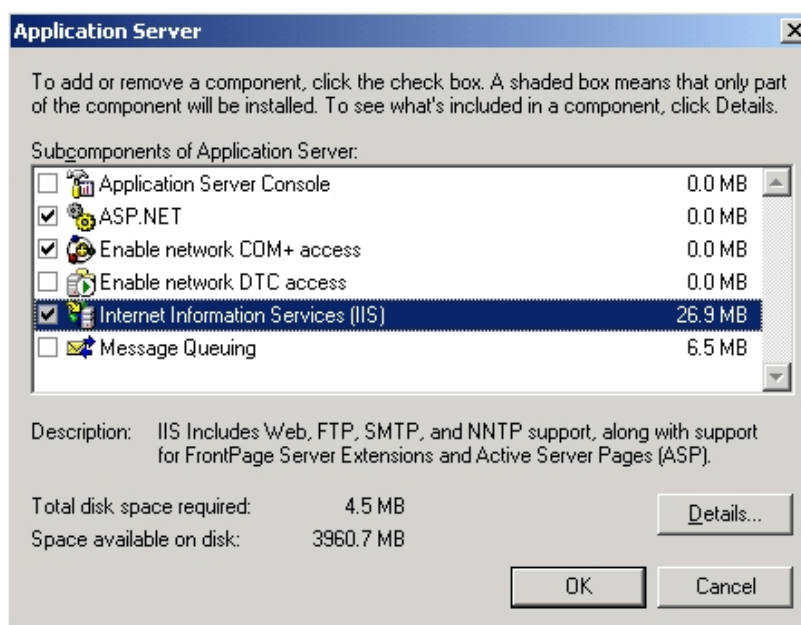 Application Server
To add or remove a component, click the check box. A shaded box means that only part
of the component will be installed. To see what's included in a component, click Details.
Subcomponents of Application Server:
Application Server Console 0.0 MB
ASP.NET 0.0 MB
Enable network COM+ access 0.0 MB
Enable network DTC access 0.0 MB
Internet Information Services (IIS) 26.9 MB
Message Queuing 6.5 MB
Description: IIS Includes Web, FTP, SMTP, and NNTP support, along with support
for FrontPage Server Extensions and Active Server Pages (ASP).
Total disk space required: 4.5 MB
Space available on disk: 3960.7 MB
Details...
OK Cancel